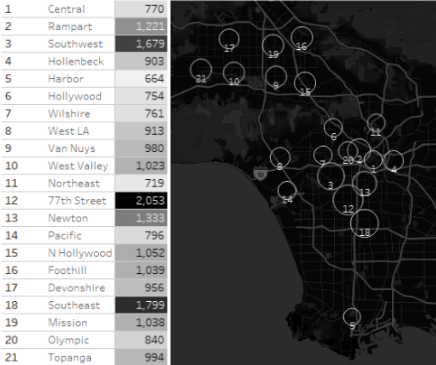 1 Central 770
2 Rampart 1,221
3 Southwest 1,679
4 Hollenbeck 903
5 Harbor 664
6 Hollywood 754
7 Wilshire 761
8 West LA 913
9 Van Nuys 980
10 West Valley 1,023
11 Northeast 719
12 77th Street 2,053
13 Newton 1,333
14 Pacific 796
15 N Hollywood 1,052
16 Foothill 1,039
17 Devonshire 956
18 Southeast 1,799
19 Mission 1,038
20 Olympic 840
21 Topanga 994
17
19
16
21
10
9
15
6
11
8
7
20
2
1
4
10
14
3
13
12
18
5